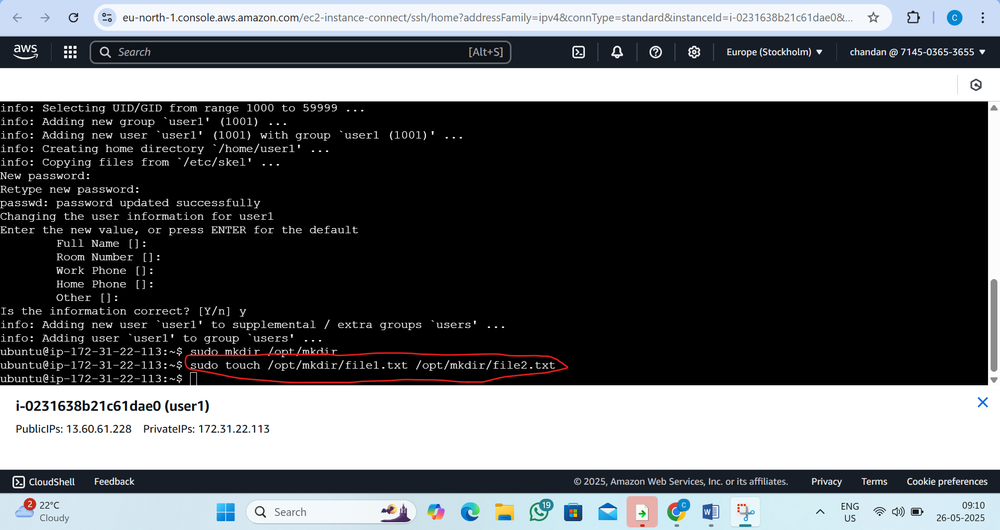 eu-north-1.console.aws.amazon.com/ec2-instance-connect/ssh/home?addressFamily=ipv4&connType=standard&instanceId=i-0231638b21c61dae0&...
C
aws
Search
[Alt+S]
Europe (Stockholm)
chandan @ 7145-0365-3655
info: Selecting UID/GID from range 1000 to 59999 ...
info: Adding new group `user1' (1001) ...
info: Adding new user `user1' (1001) with group `user1 (1001)' ...
info: Creating home directory `/home/user1' ...
info: Copying files from `/etc/skel' ...
New password:
Retype new password:
passwd: password updated successfully
Changing the user information for user1
Enter the new value, or press ENTER for the default
Full Name []:
Room Number []:
Work Phone []:
Home Phone []:
Other []:
Is the information correct? [Y/n] y
info: Adding new user `user1' to supplemental / extra groups `users' ...
info: Adding user `user1' to group `users' ...
ubuntu@ip-172-31-22-113:~$ sudo mkdir /opt/mkdir
ubuntu@ip-172-31-22-113:~$ sudo touch /opt/mkdir/file1.txt /opt/mkdir/file2.txt
ubuntu@ip-172-31-22-113:~$
i-0231638b21c61dae0 (user1)
PublicIPs: 13.60.61.228 PrivateIPs: 172.31.22.113
CloudShell
Feedback
© 2025, Amazon Web Services, Inc. or its affiliates.
Privacy
Terms
Cookie preferences
2
22°C
Cloudy
Search
19
C
W
ENG
US
09:10
26-05-2025